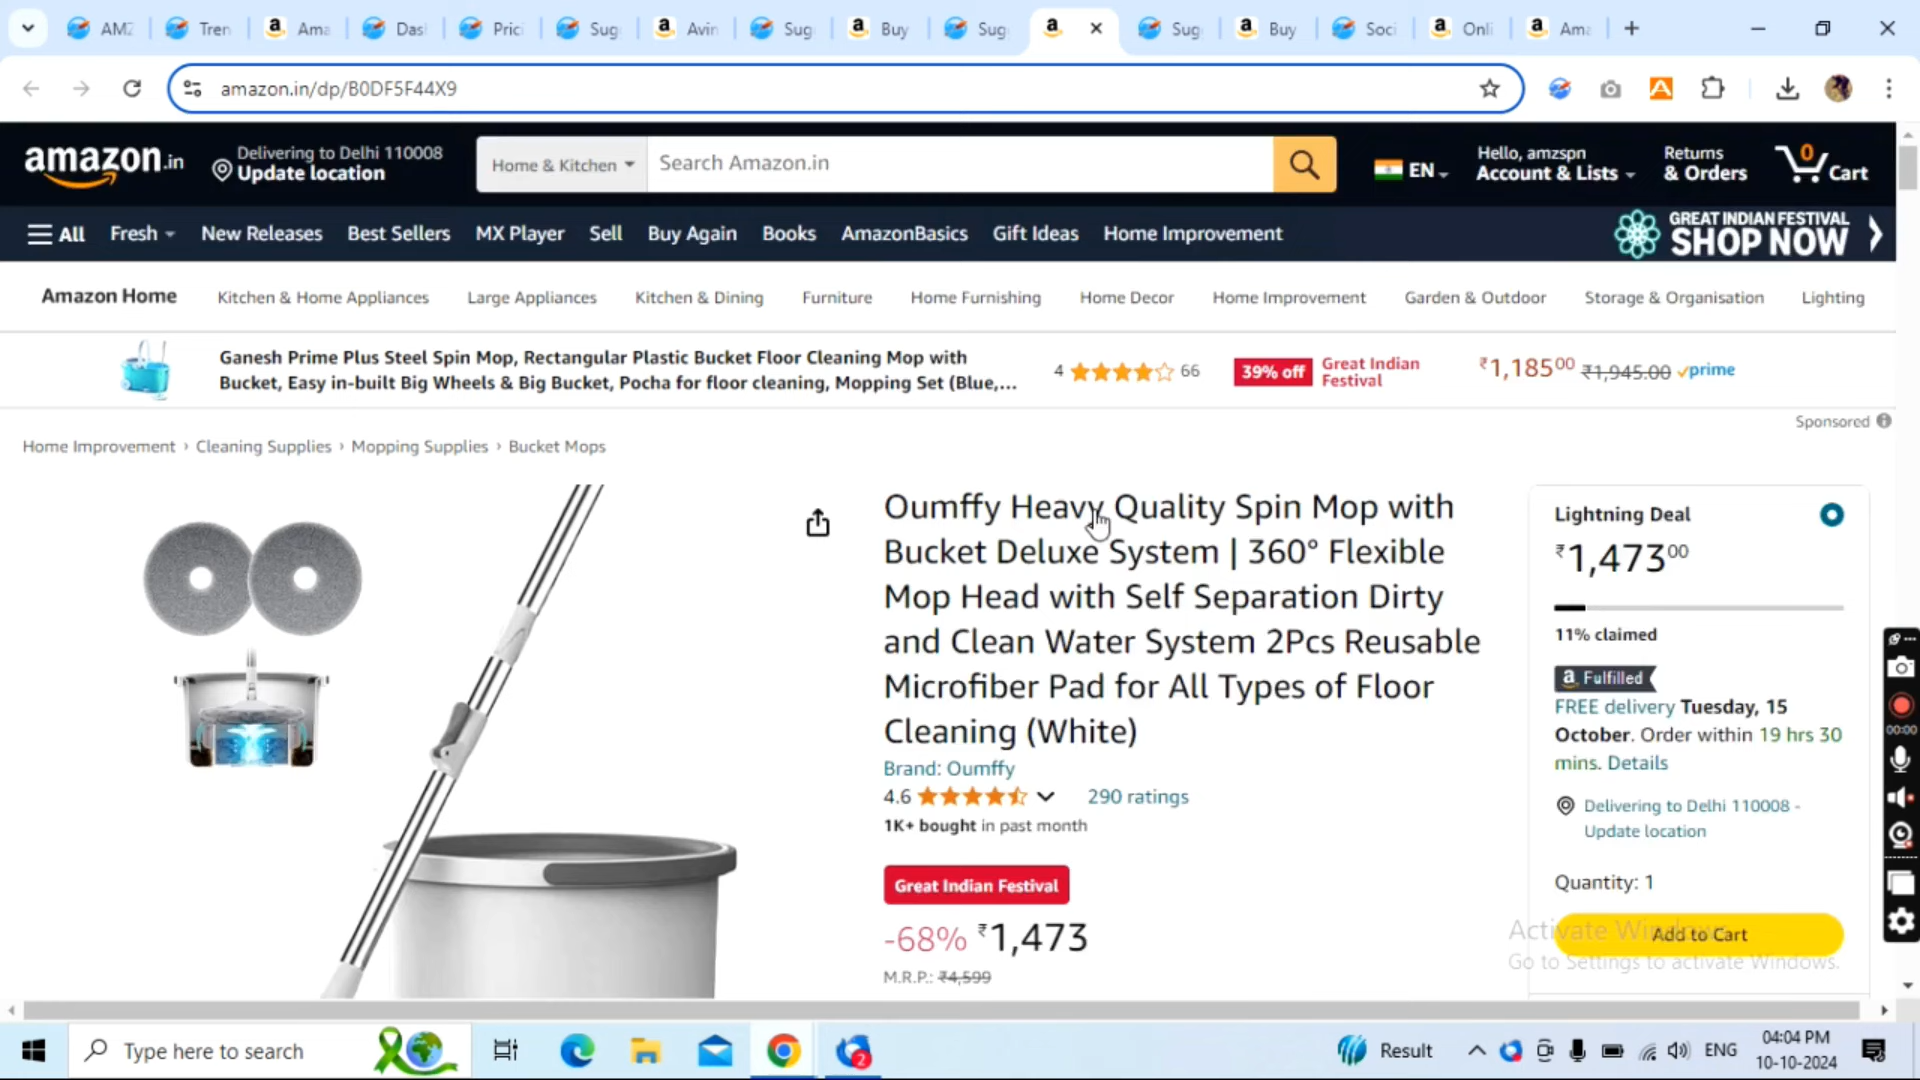 AMZ
Tren
Ama
Das
Prici
Sug
Avin
Sug
Buy
Sug
Sug
Buy
Soci
Onli
Ama
amazon.in/dp/B0DF5F44X9
amazon.in
Delivering to Delhi 110008
Update location
Home & Kitchen
Search Amazon.in
EN
Hello, amzspn
Account & Lists
Returns
& Orders
0
Cart
All
Fresh
New Releases
Best Sellers
MX Player
Sell
Buy Again
Books
AmazonBasics
Gift Ideas
Home Improvement
GREAT INDIAN FESTIVAL
SHOP NOW
Amazon Home
Kitchen & Home Appliances
Large Appliances
Kitchen & Dining
Furniture
Home Furnishing
Home Decor
Home Improvement
Garden & Outdoor
Storage & Organisation
Lighting
Ganesh Prime Plus Steel Spin Mop, Rectangular Plastic Bucket Floor Cleaning Mop with
Bucket, Easy in-built Big Wheels & Big Bucket, Pocha for floor cleaning, Mopping Set (Blue,...
4
66
39% off
Great Indian
Festival
₹1,18500 ₹1,945.00 prime
Sponsored
Home Improvement › Cleaning Supplies › Mopping Supplies › Bucket Mops
Oumffy Heavy Quality Spin Mop with
Bucket Deluxe System | 360° Flexible
Mop Head with Self Separation Dirty
and Clean Water System 2Pcs Reusable
Microfiber Pad for All Types of Floor
Cleaning (White)
Brand: Oumffy
4.6
290 ratings
1K+ bought in past month
Great Indian Festival
-68% ₹1,473
M.R.P.: ₹4,599
Lightning Deal
₹1,47300
11% claimed
a Fulfilled
FREE delivery Tuesday, 15
October. Order within 19 hrs 30
mins. Details
Delivering to Delhi 110008 -
Update location
Quantity: 1
Add to Cart
Activate Windows
Go to Settings to activate Windows.
00:00
Type here to search
2
Result
ENG
04:04 PM
10-10-2024